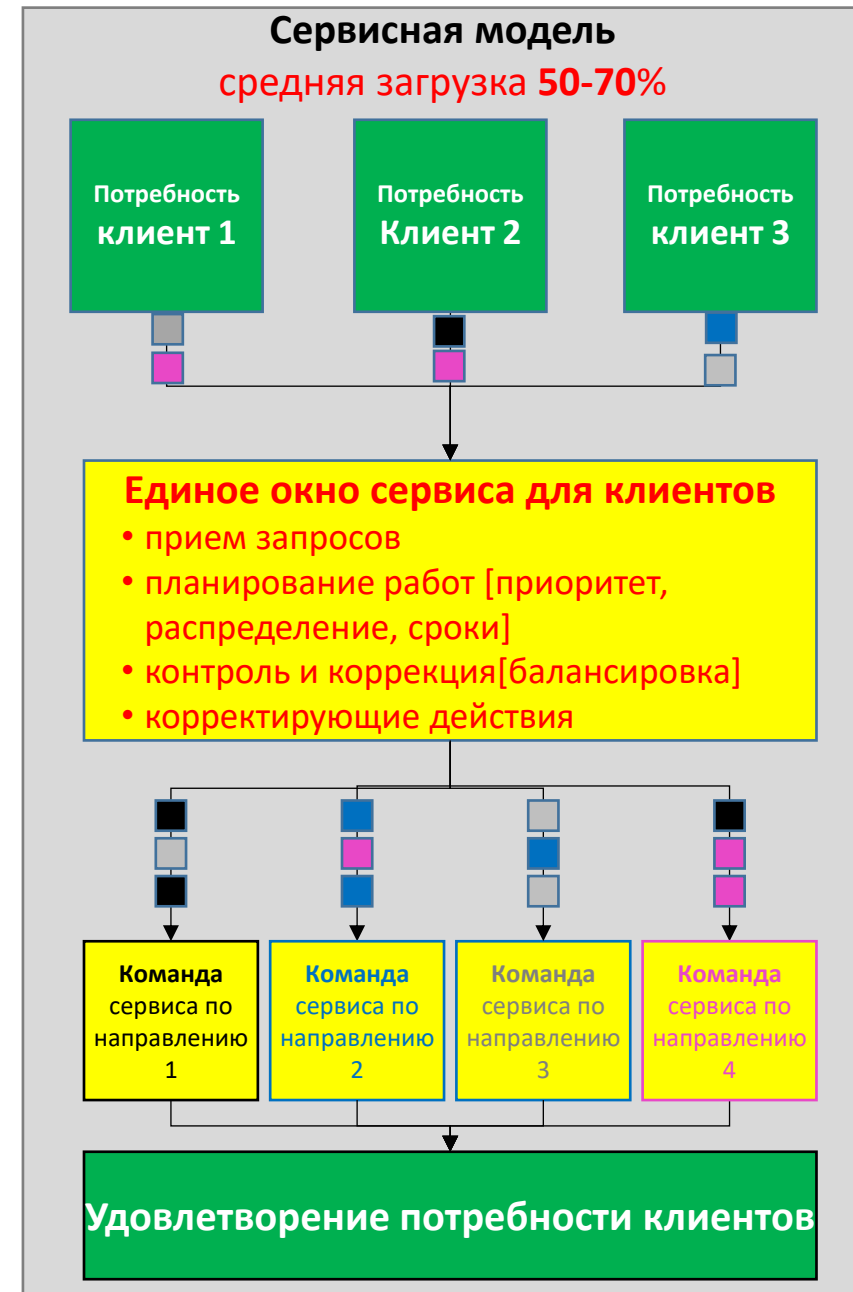 Сервисная модель
средняя загрузка 50-70%
Потребность
клиент 1
Потребность
Клиент 2
Потребность
клиент 3
Единое окно сервиса для клиентов
• прием запросов
• планирование работ [приоритет,
распределение, сроки]
• контроль и коррекция[балансировка]
• корректирующие действия
Команда
сервиса по
направлению
1
Команда
сервиса по
направлению
2
Команда
сервиса по
направлению
3
Команда
сервиса по
направлению
4
Удовлетворение потребности клиентов